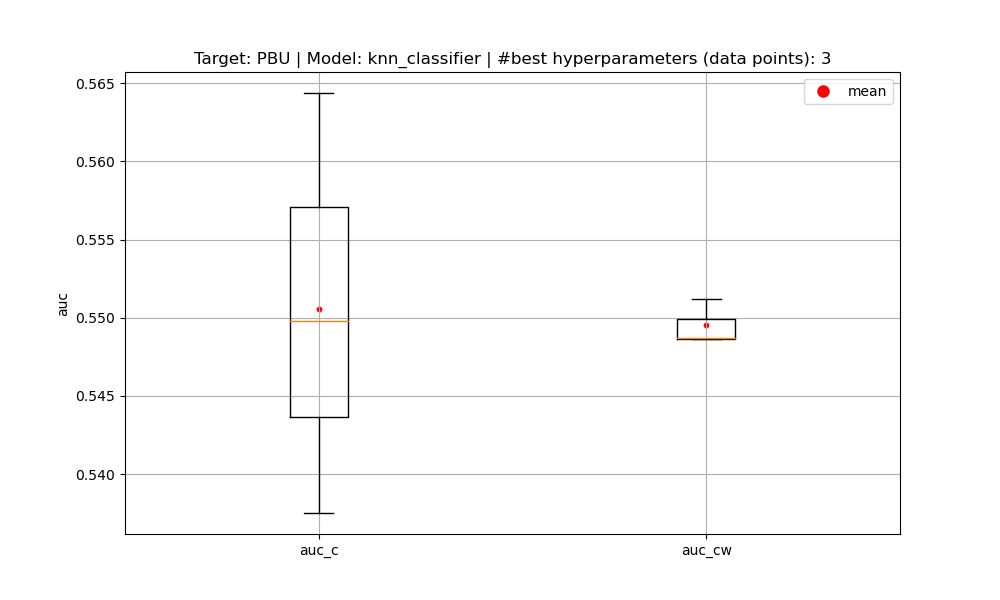 Target: PBU | Model: knn_classifier | #best hyperparameters (data points): 3
mean
0.565
0.560
0.555
0.550
0.545
0.540
auc
auc_c
auc_cw